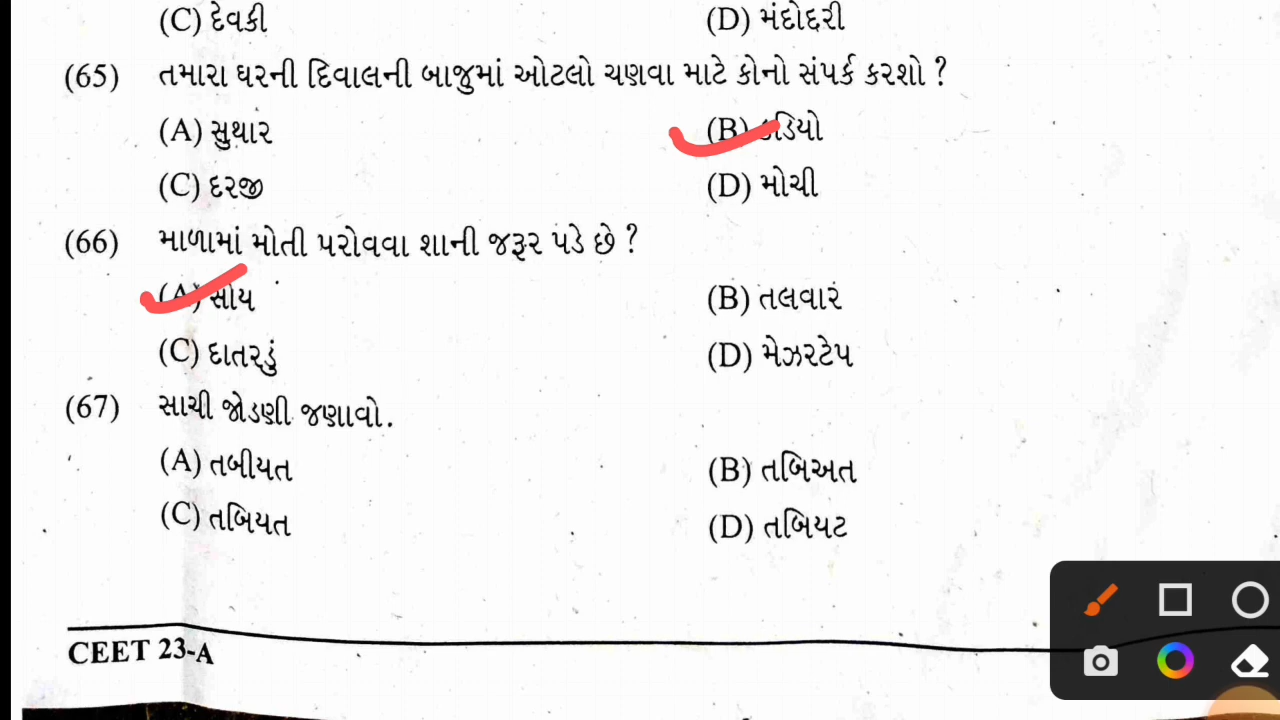 (C) દેવકી (D) મંદોદરી
(65) તમારા ઘરની દિવાલની બાજુમાં ઓટલો ચણવા માટે કોનો સંપર્ક કરશો ?
(A) સુથાર (B) કડિયો
(C) દરજી (D) મોચી
(66) માળામાં મોતી પરોવવા શાની જરૂર પડે છે ?
(A) સોય (B) તલવાર
(C) દાતરડું (D) મેઝરટેપ
(67) સાચી જોડણી જણાવો.
(A) તબીયત (B) તબિઅત
(C) તબિયત (D) તબિયટ
CEET 23-A